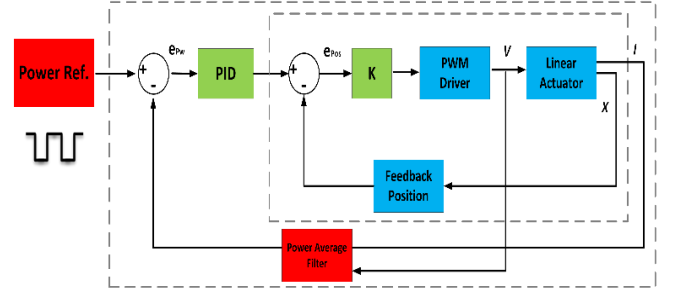 Power Ref.
+
-
ePw
PID
+
-
ePos
K
PWM
Driver
V
Linear
Actuator
I
X
Feedback
Position
Power Average
Filter